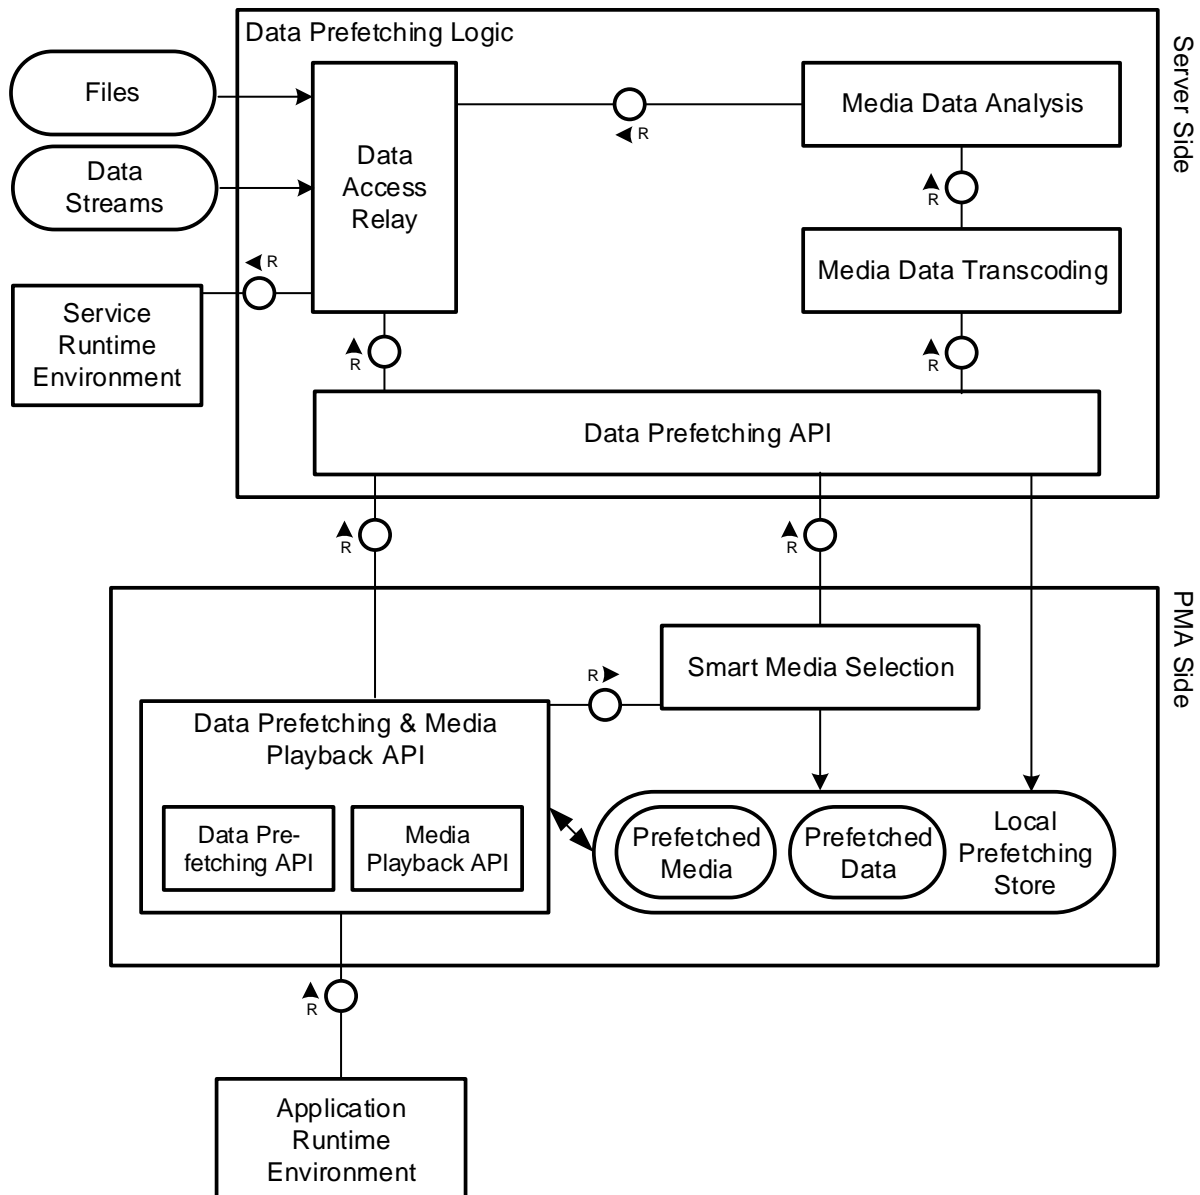 Data Prefetching Logic
Server Side
Files
Data
Streams
Data
Access
Relay
R
Media Data Analysis
R
Media Data Transcoding
R
Service
Runtime
Environment
R
R
Data Prefetching API
R
R
PMA Side
Smart Media Selection
R
Data Prefetching & Media
Playback API
Data Pre-
fetching API
Media
Playback API
Prefetched
Media
Prefetched
Data
Local
Prefetching
Store
R
Application
Runtime
Environment